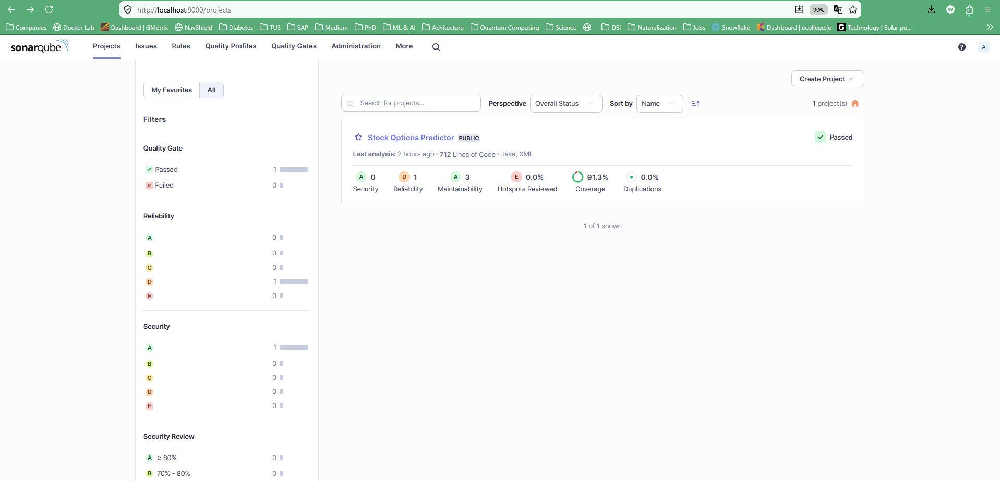 http://localhost:9000/projects 90%
Companies Docker Lab Dashboard | GMetrix NavShield Diabetes TUS SAP Medium PhD ML & AI Achitecture Quantum Computing Science DSI Naturalization Jobs Snowflake Dashboard | ecollege.ie Technology | Solar po...
sonarqube Projects Issues Rules Quality Profiles Quality Gates Administration More ? A
Create Project
My Favorites All
Search for projects... Perspective Overall Status Sort by Name 1 project(s)
Filters
Quality Gate
Passed 1
Failed 0
Reliability
A 0
B 0
C 0
D 1
E 0
Security
A 1
B 0
C 0
D 0
E 0
Security Review
A ≥ 80% 0
B 70% - 80% 0
Stock Options Predictor PUBLIC Passed
Last analysis: 2 hours ago • 712 Lines of Code • Java, XML
A 0 D 1 A 3 E 0.0% 91.3% 0.0%
Security Reliability Maintainability Hotspots Reviewed Coverage Duplications
1 of 1 shown
W